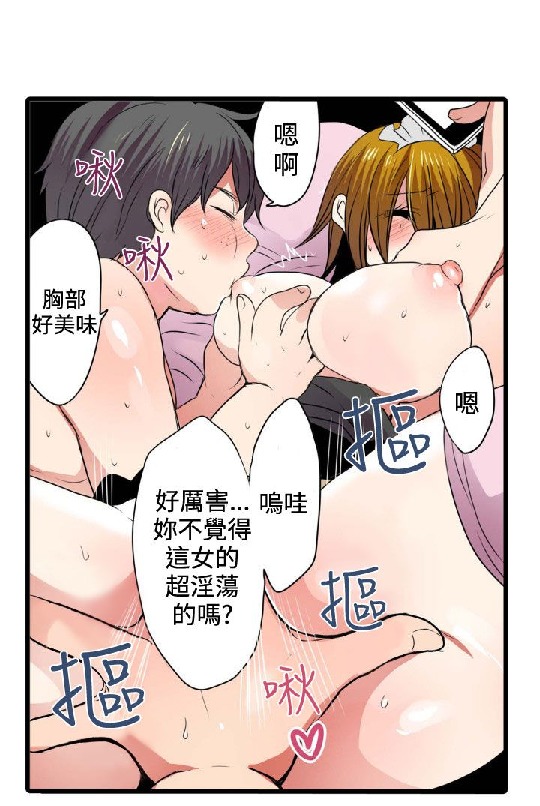 嗯
啊
啾
啾
胸部
好美味
嗯
摳
嗚哇
好厲害...
妳不覺得
這女的
超淫蕩
的嗎?
摳
摳
啾